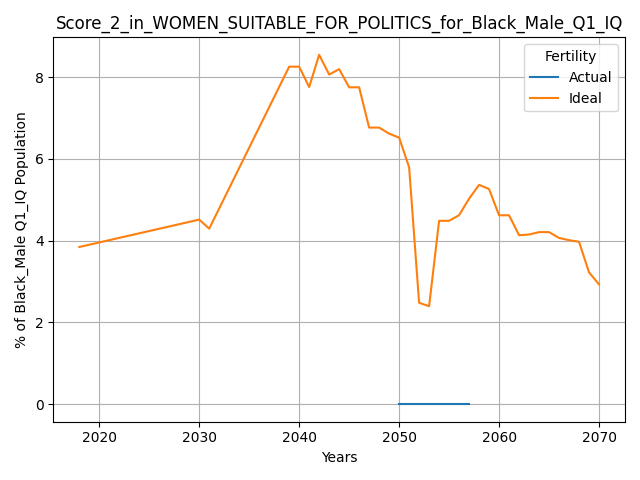 Score_2_in_WOMEN_SUITABLE_FOR_POLITICS_for_Black_Male_Q1_IQ
Fertility
Actual
Ideal
% of Black_Male Q1_IQ Population
8
6
4
2
0
2020 2030 2040 2050 2060 2070
Years